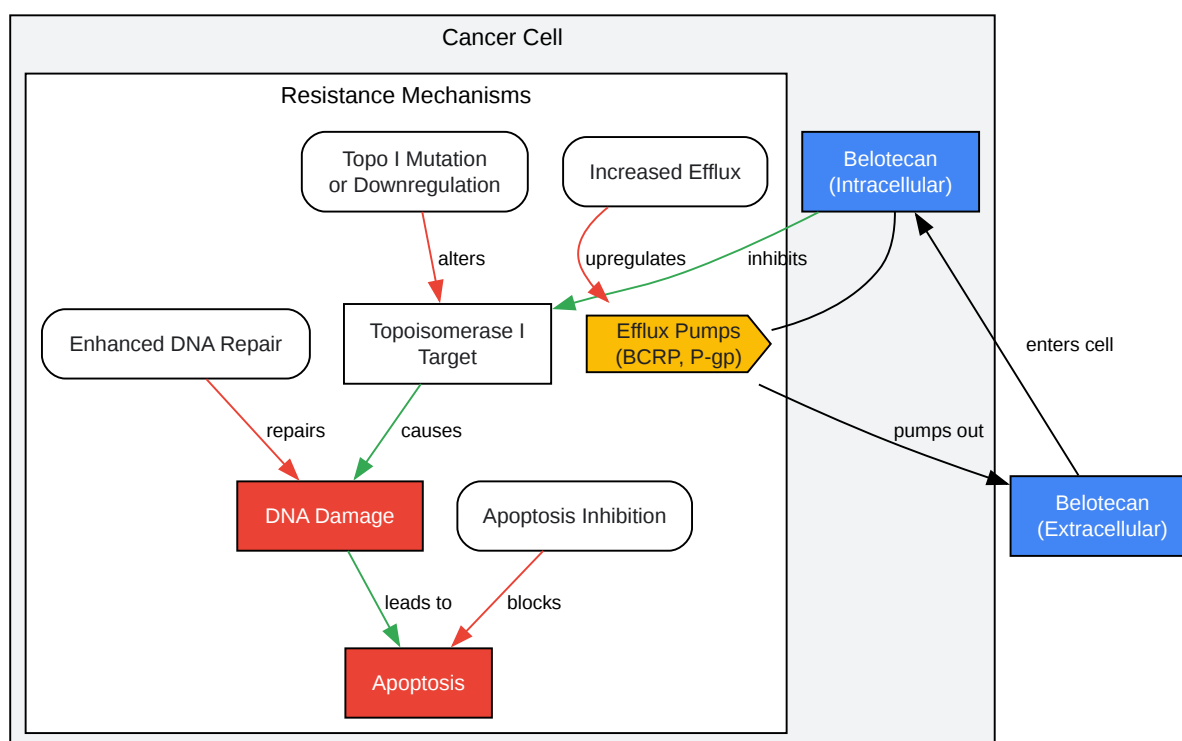 Cancer Cell
Resistance Mechanisms
Topo I Mutation
or Downregulation
Increased Efflux
Belotecan
(Intracellular)
alters
upregulates
inhibits
Enhanced DNA Repair
Topoisomerase I
Target
Efflux Pumps
(BCRP, P-gp)
enters cell
repairs
causes
pumps out
DNA Damage
Apoptosis Inhibition
Belotecan
(Extracellular)
leads to
blocks
Apoptosis